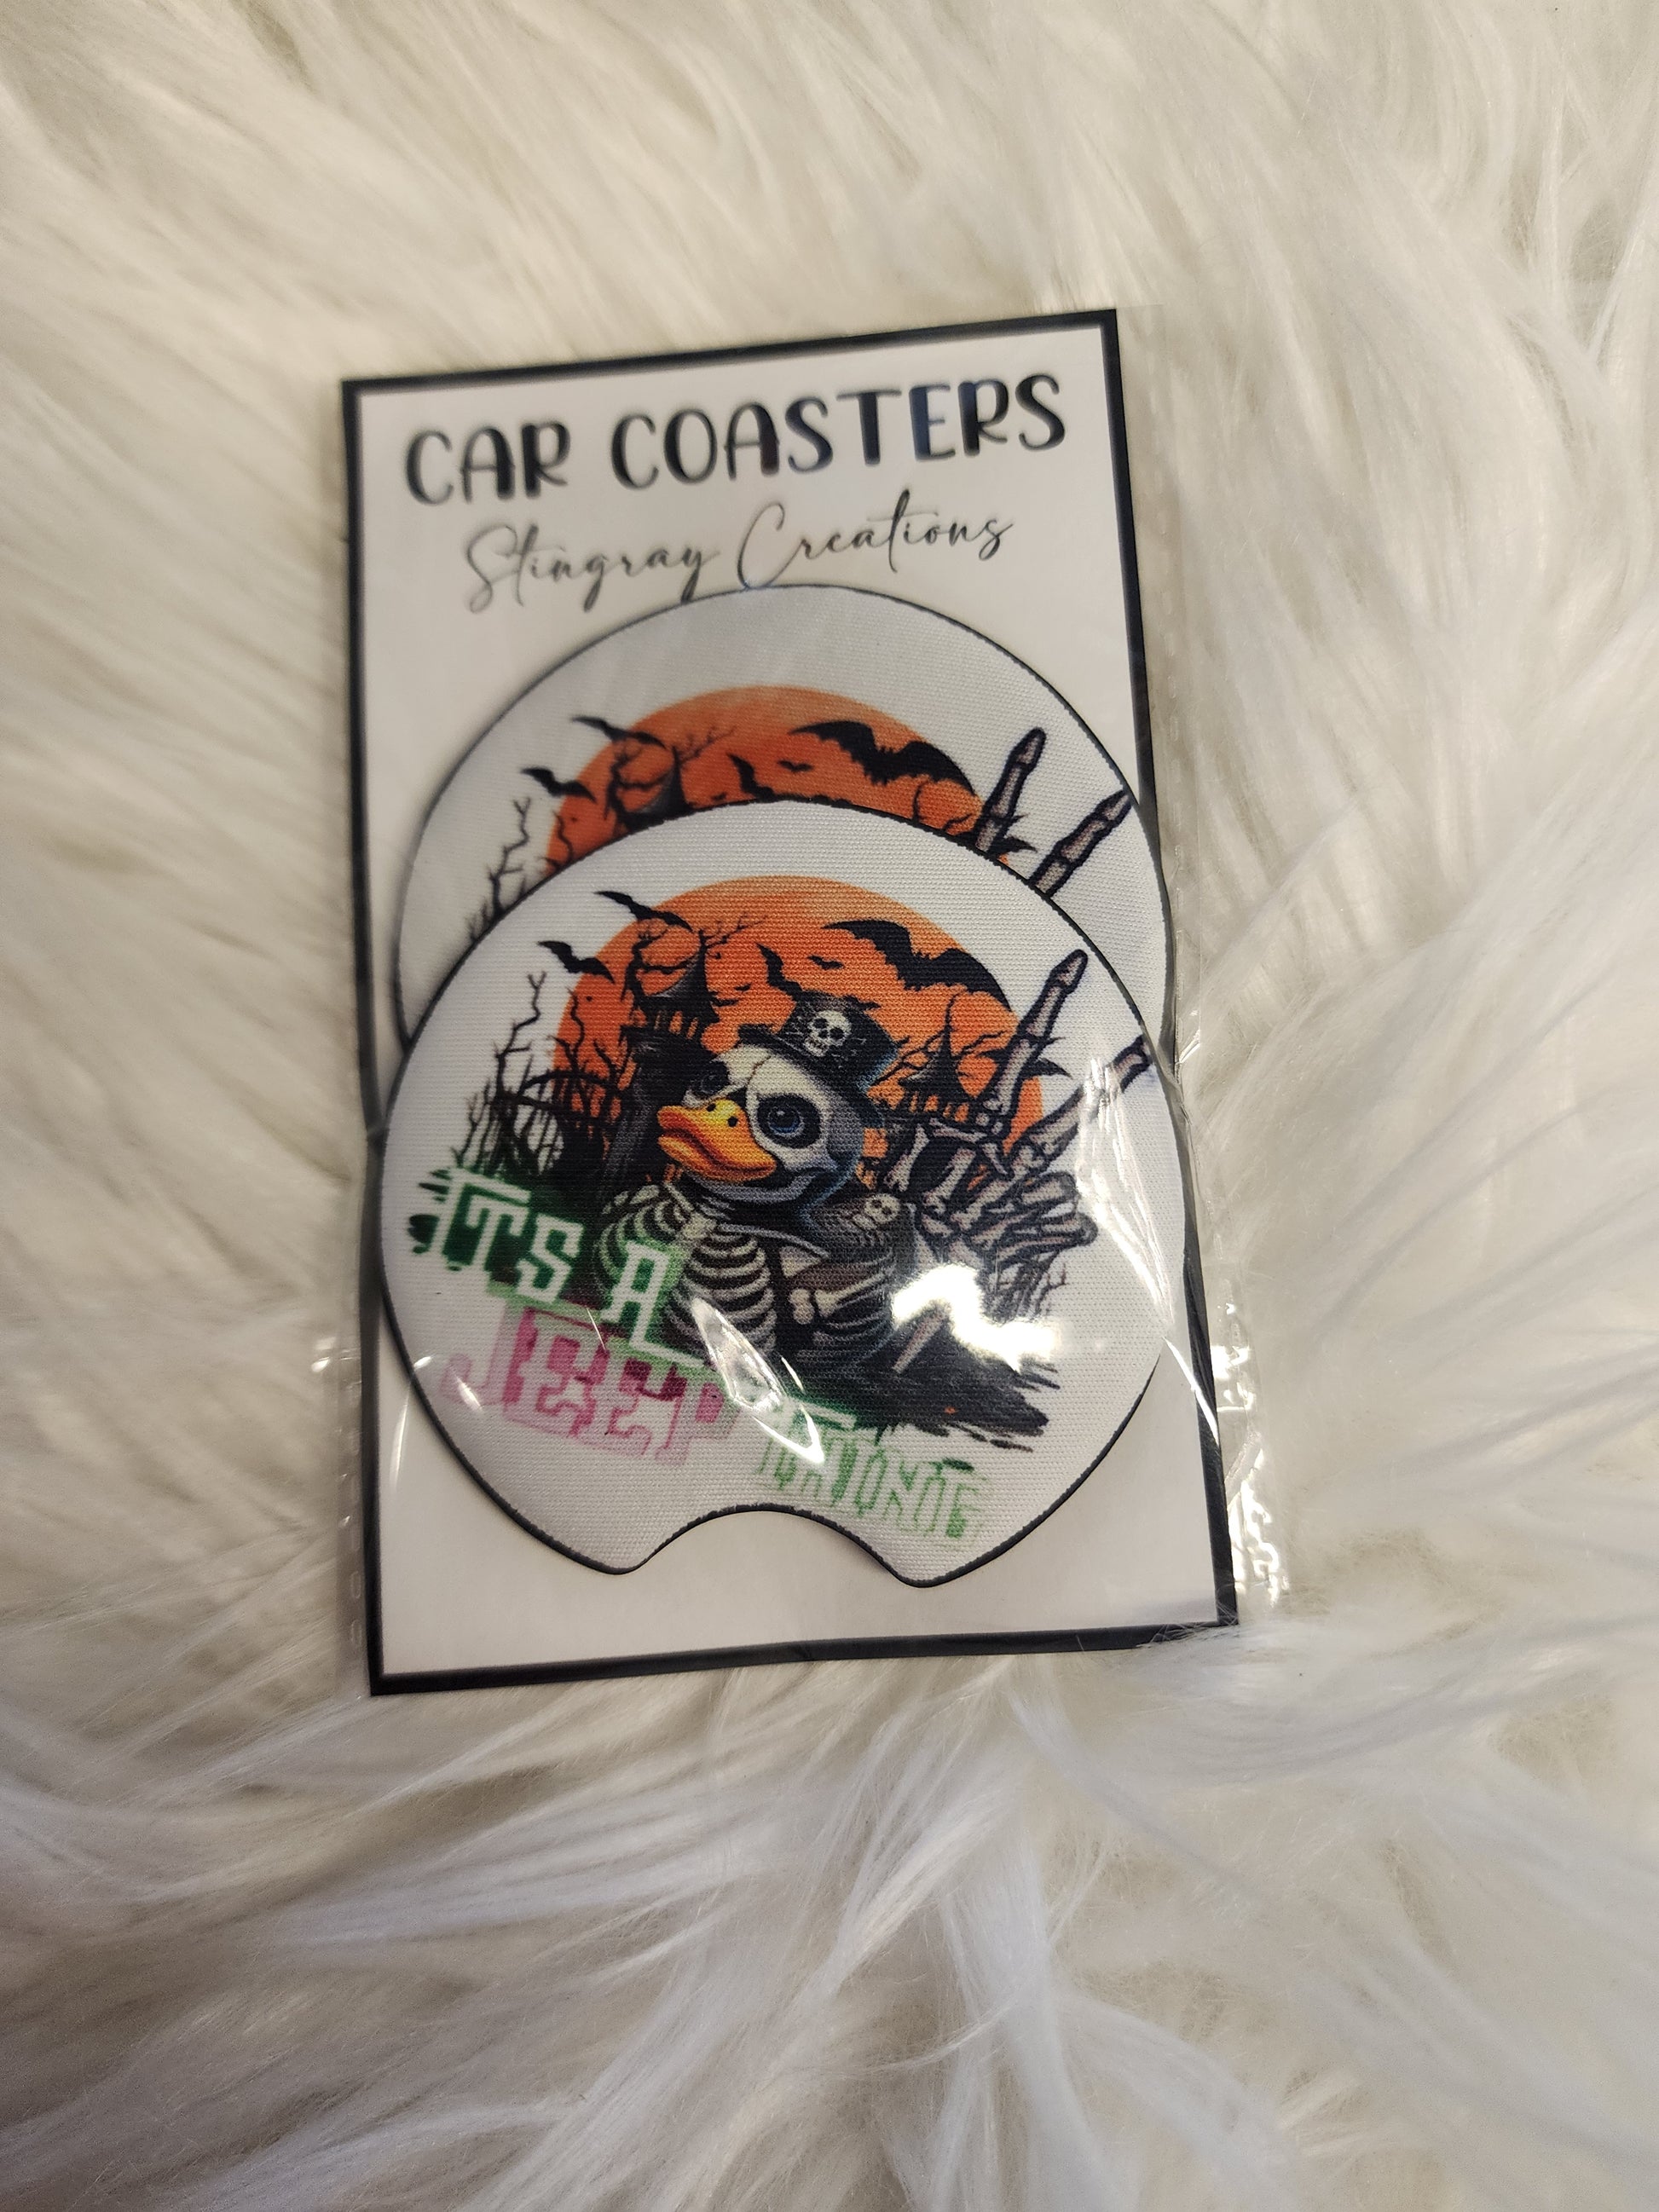 CAR COASTERS
Stingray Creations
ITS A
JEEP